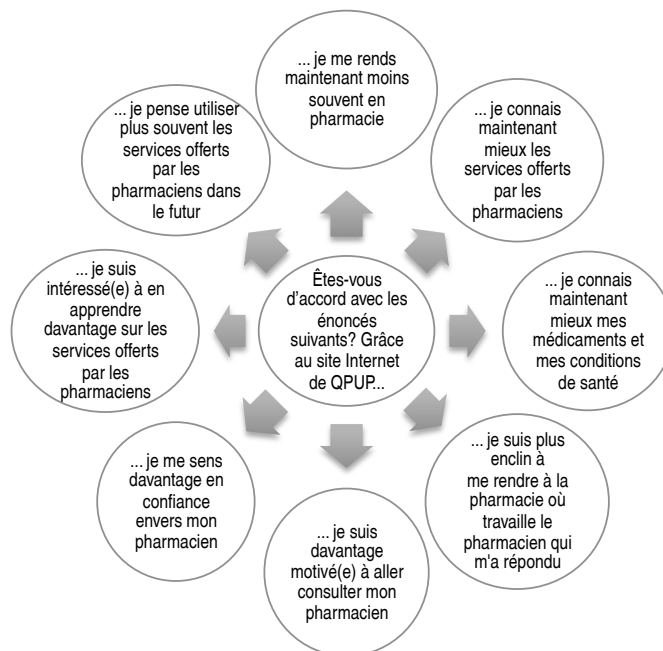 ... je me rends
maintenant moins
souvent en
pharmacie
... je connais
maintenant
mieux les
services offerts
par les
pharmaciens
... je connais
maintenant
mieux mes
médicaments et
mes conditions
de santé
... je suis plus
enclin à
me rendre à la
pharmacie où
travaille le
pharmacien qui
m'a répondu
... je suis
davantage
motivé(e) à aller
consulter mon
pharmacien
... je me sens
davantage en
confiance
envers mon
pharmacien
... je suis
intéressé(e) à en
apprendre
davantage sur les
services offerts
par les
pharmaciens
... je pense utiliser
plus souvent les
services offerts
par les
pharmaciens dans
le futur
Êtes-vous
d'accord avec les
énoncés
suivants? Grâce
au site Internet
de QPUP...